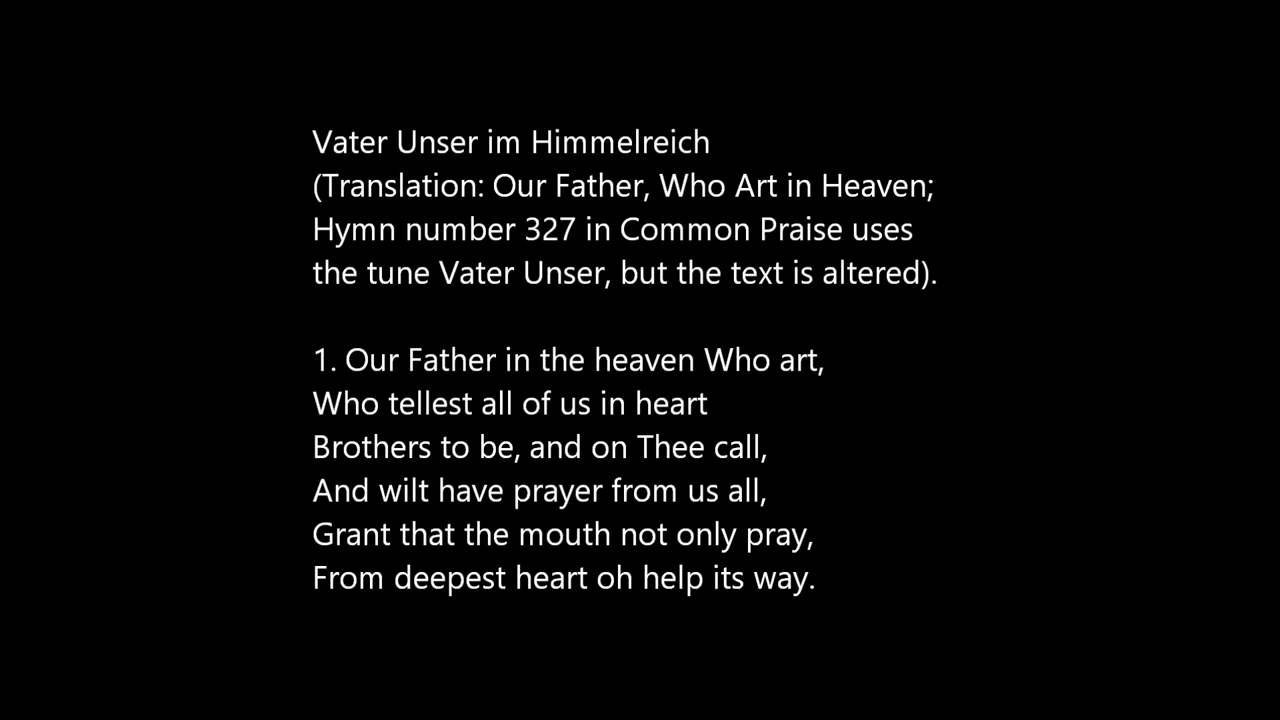 Vater Unser im Himmelreich
(Translation: Our Father, Who Art in Heaven;
Hymn number 327 in Common Praise uses
the tune Vater Unser, but the text is altered).
1. Our Father in the heaven Who art,
Who tellest all of us in heart
Brothers to be, and on Thee call,
And wilt have prayer from us all,
Grant that the mouth not only pray,
From deepest heart oh help its way.